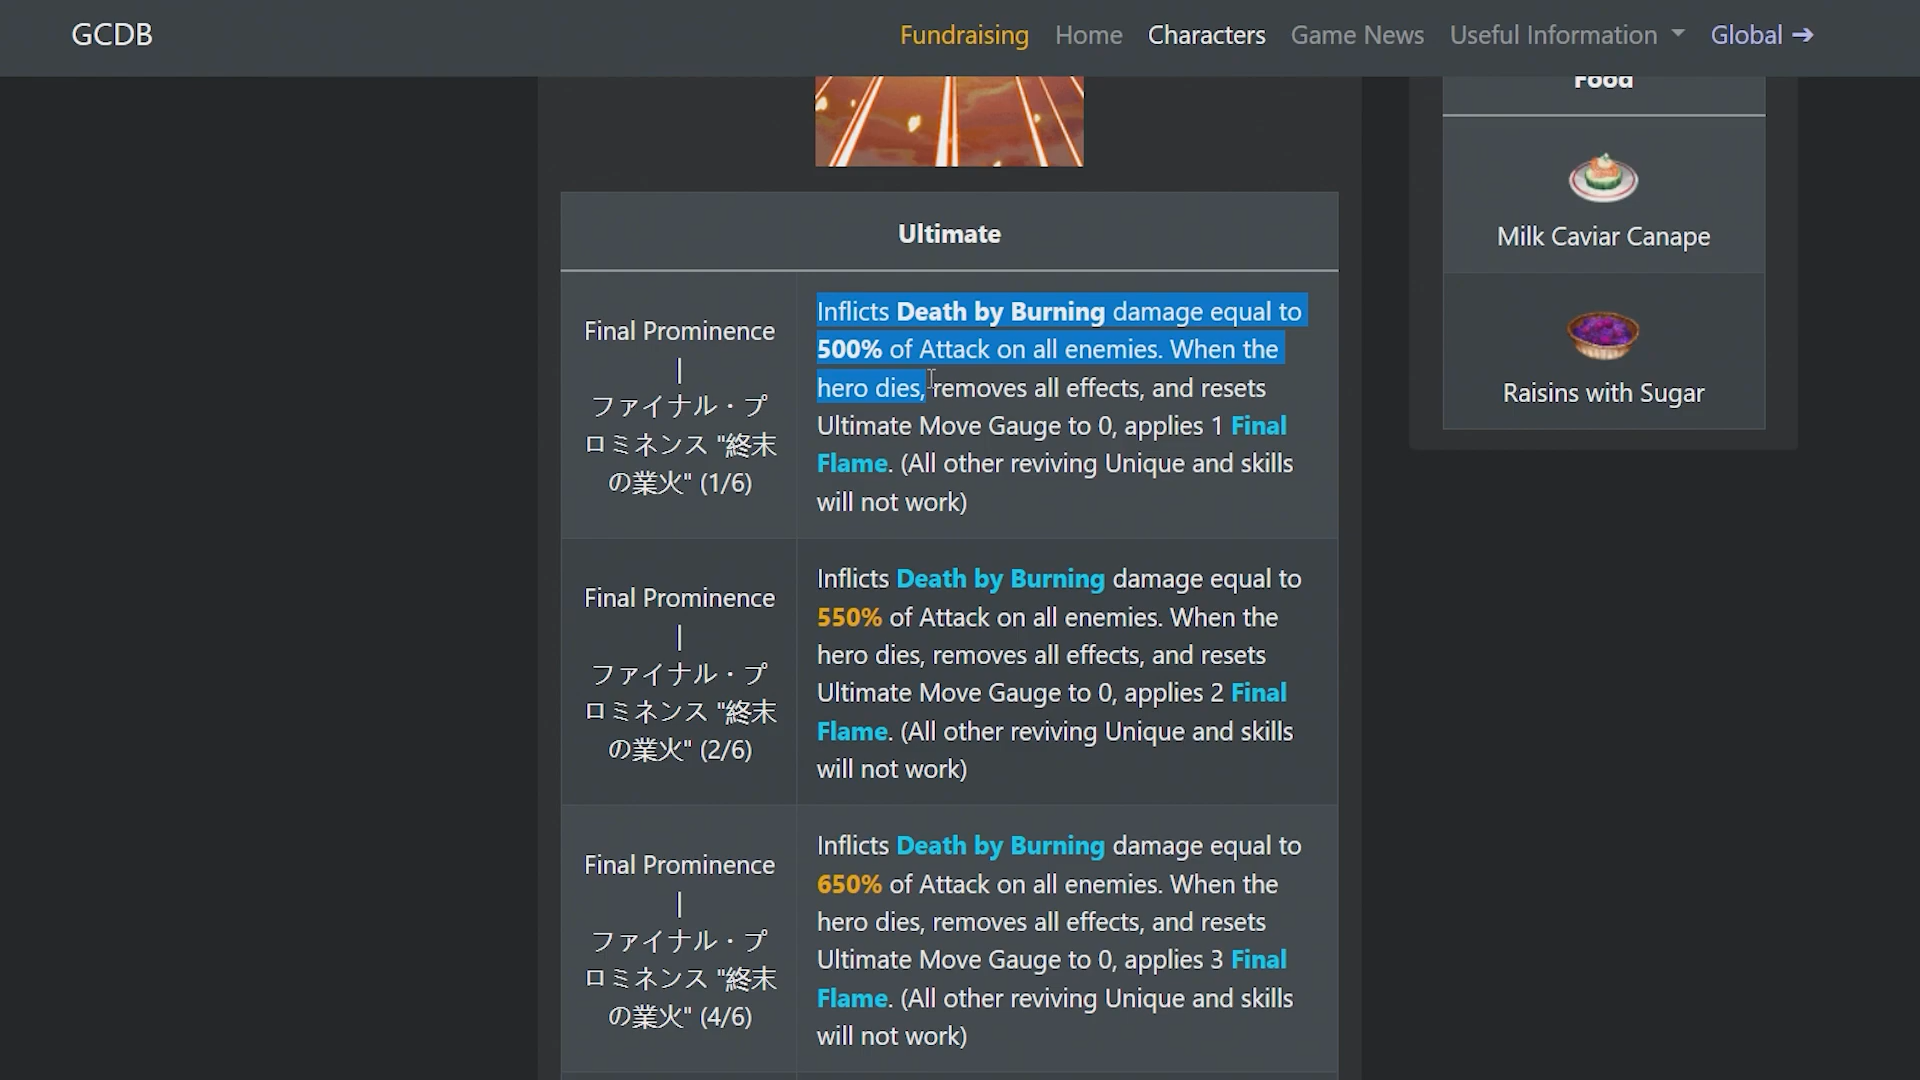 GCDB
Fundraising Home Characters Game News Useful Information Global →
Ultimate
Final Prominence
|
ファイナル・プ
ロミネンス "終末
の業火" (1/6)
Inflicts Death by Burning damage equal to
500% of Attack on all enemies. When the
hero dies, removes all effects, and resets
Ultimate Move Gauge to 0, applies 1 Final
Flame. (All other reviving Unique and skills
will not work)
Final Prominence
|
ファイナル・プ
ロミネンス "終末
の業火" (2/6)
Inflicts Death by Burning damage equal to
550% of Attack on all enemies. When the
hero dies, removes all effects, and resets
Ultimate Move Gauge to 0, applies 2 Final
Flame. (All other reviving Unique and skills
will not work)
Final Prominence
|
ファイナル・プ
ロミネンス "終末
の業火" (4/6)
Inflicts Death by Burning damage equal to
650% of Attack on all enemies. When the
hero dies, removes all effects, and resets
Ultimate Move Gauge to 0, applies 3 Final
Flame. (All other reviving Unique and skills
will not work)
Food
Milk Caviar Canape
Raisins with Sugar